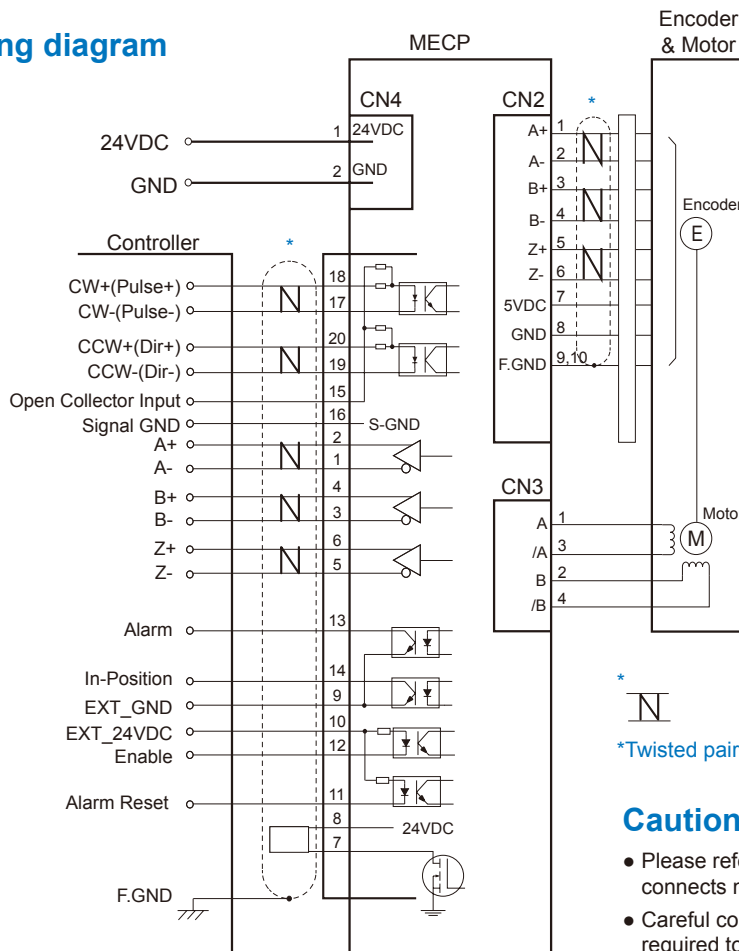 ng diagram
MECP
Encoder
& Motor
CN4
1 24VDC
24VDC
2 GND
GND
CN2
*
A+ 1
A- 2
B+ 3
B- 4
Z+ 5
Z- 6
5VDC 7
GND 8
F.GND 9,10
Encoder
E
Controller
*
CW+(Pulse+) 18
CW-(Pulse-) 17
CCW+(Dir+) 20
CCW-(Dir-) 19
Open Collector Input 15
Signal GND 16 S-GND
A+ 2
A- 1
B+ 4
B- 3
Z+ 6
Z- 5
CN3
A 1
/A 3
B 2
/B 4
Moto
M
Alarm 13
In-Position 14
EXT_GND 9
EXT_24VDC 10
Enable 12
Alarm Reset 11
8 24VDC
7
F.GND
*
*Twisted pair
Caution
● Please refe
connects m
● Careful co
required to